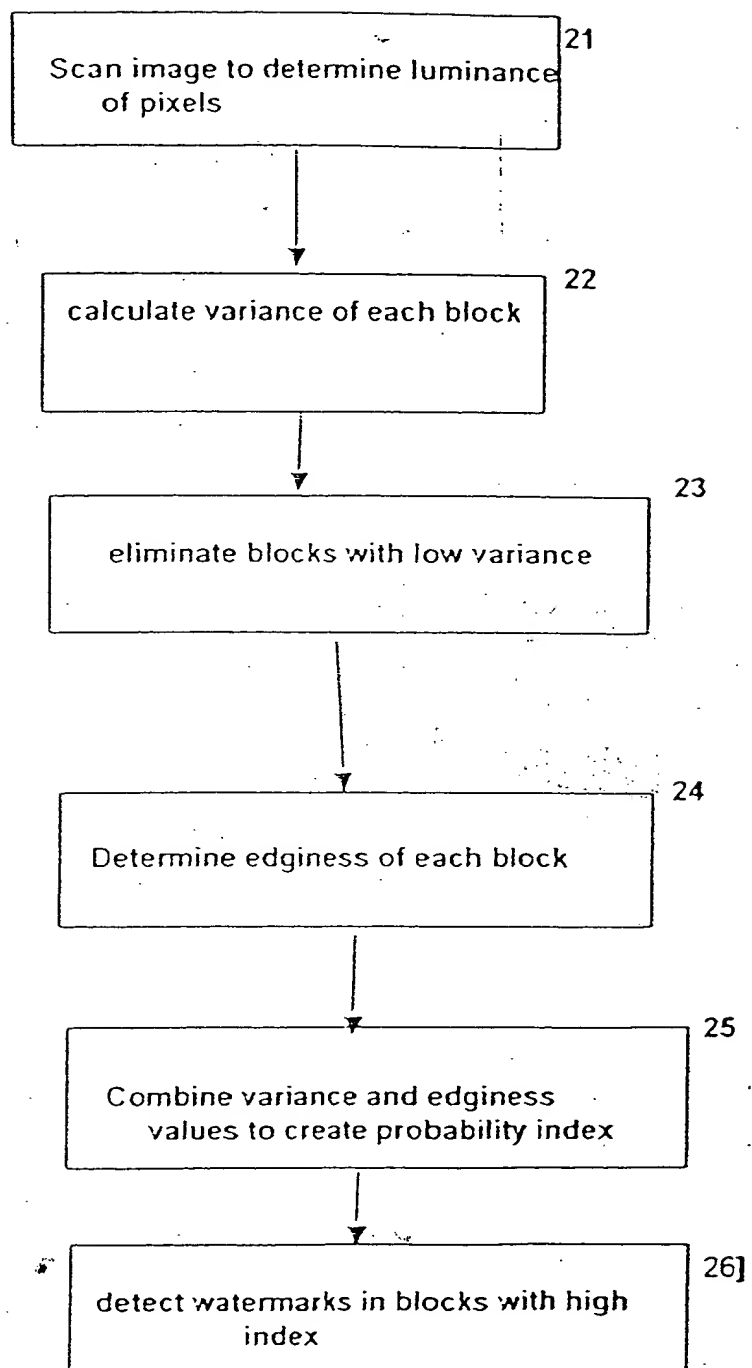 21
Scan image to determine luminance
of pixels
22
calculate variance of each block
23
eliminate blocks with low variance
24
Determine edginess of each block
25
Combine variance and edginess
values to create probability index
26]
detect watermarks in blocks with high
index